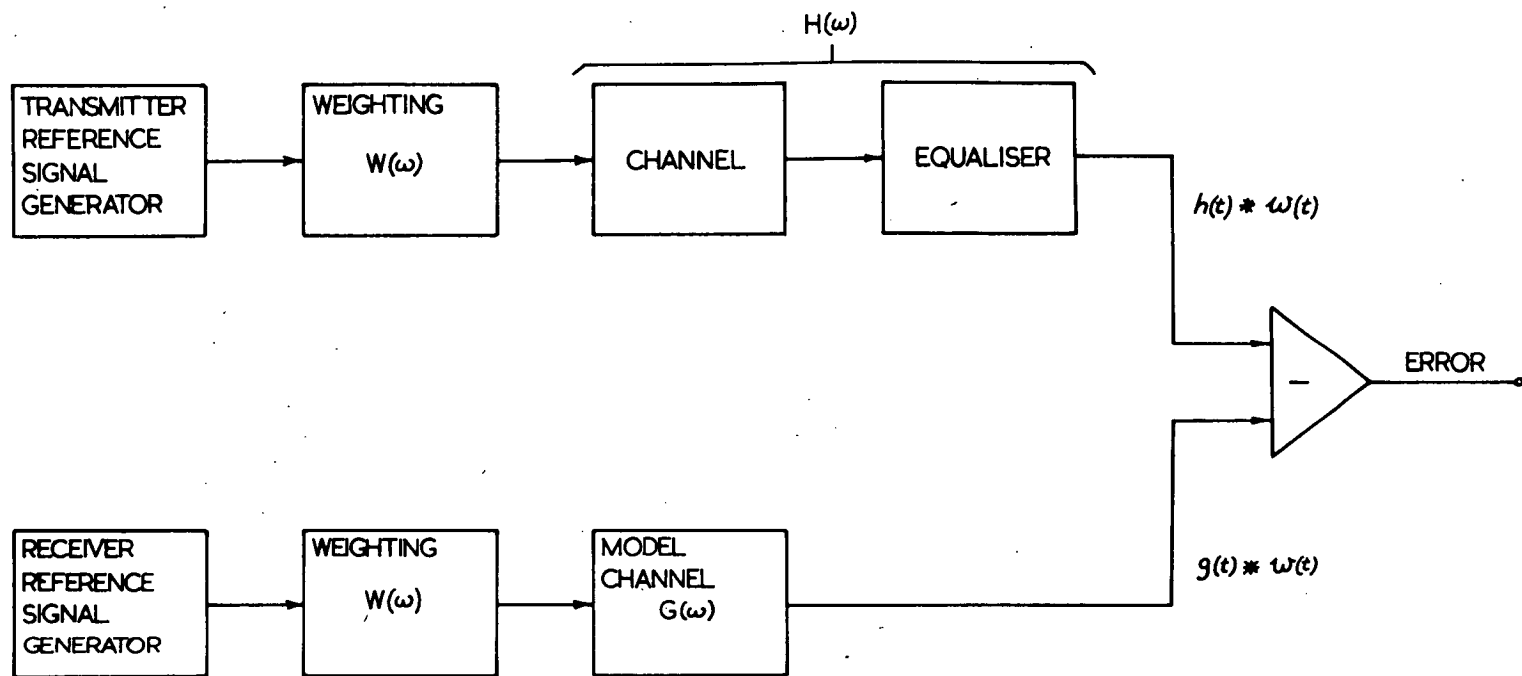 H(ω)
TRANSMITTER
REFERENCE
SIGNAL
GENERATOR
WEIGHTING
W(ω)
CHANNEL
EQUALISER
h(t) * w(t)
−
ERROR
RECEIVER
REFERENCE
SIGNAL
GENERATOR
WEIGHTING
W(ω)
MODEL
CHANNEL
G(ω)
g(t) * w(t)